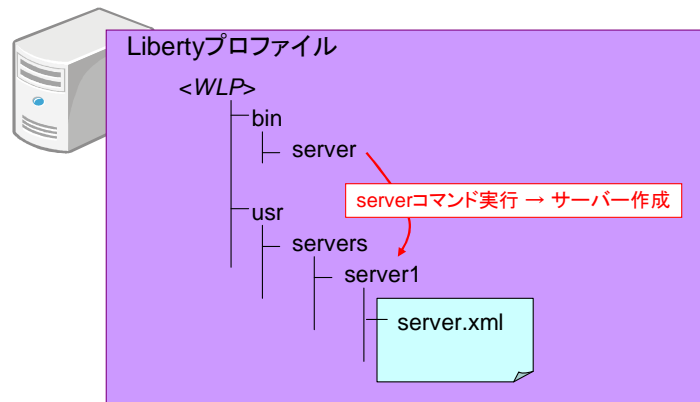 Libertyプロファイル
<WLP>
bin
server
serverコマンド実行 → サーバー作成
usr
servers
server1
server.xml